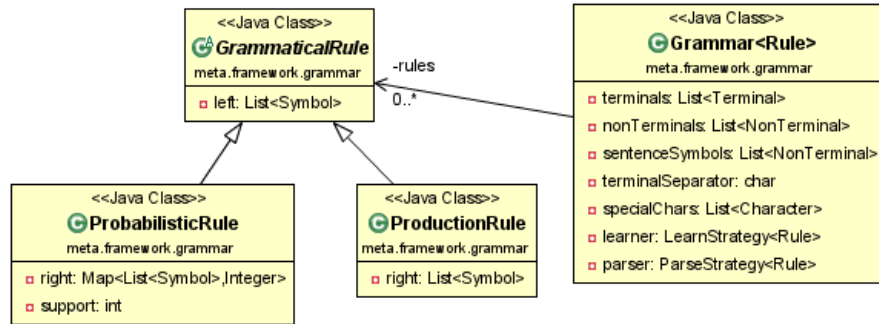 <<Java Class>>
GrammaticalRule
meta.framework.grammar
left: List<Symbol>
-rules
0..*
<<Java Class>>
Grammar<Rule>
meta.framework.grammar
terminals: List<Terminal>
nonTerminals: List<NonTerminal>
sentenceSymbols: List<NonTerminal>
terminalSeparator: char
specialChars: List<Character>
learner: LearnStrategy<Rule>
parser: ParseStrategy<Rule>
<<Java Class>>
ProbabilisticRule
meta.framework.grammar
right: Map<List<Symbol>,Integer>
support: int
<<Java Class>>
ProductionRule
meta.framework.grammar
right: List<Symbol>